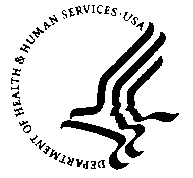 DEPARTMENT OF HEALTH & HUMAN SERVICES • USA